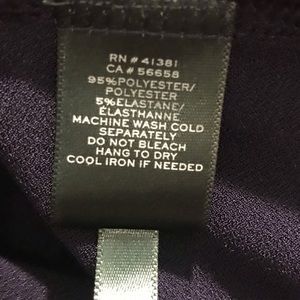 RN # 41381
CA # 56658
95% POLYESTER/
POLYESTER
5% ELASTANE/
ÉLASTHANNE
MACHINE WASH COLD
SEPARATELY
DO NOT BLEACH
HANG TO DRY
COOL IRON IF NEEDED